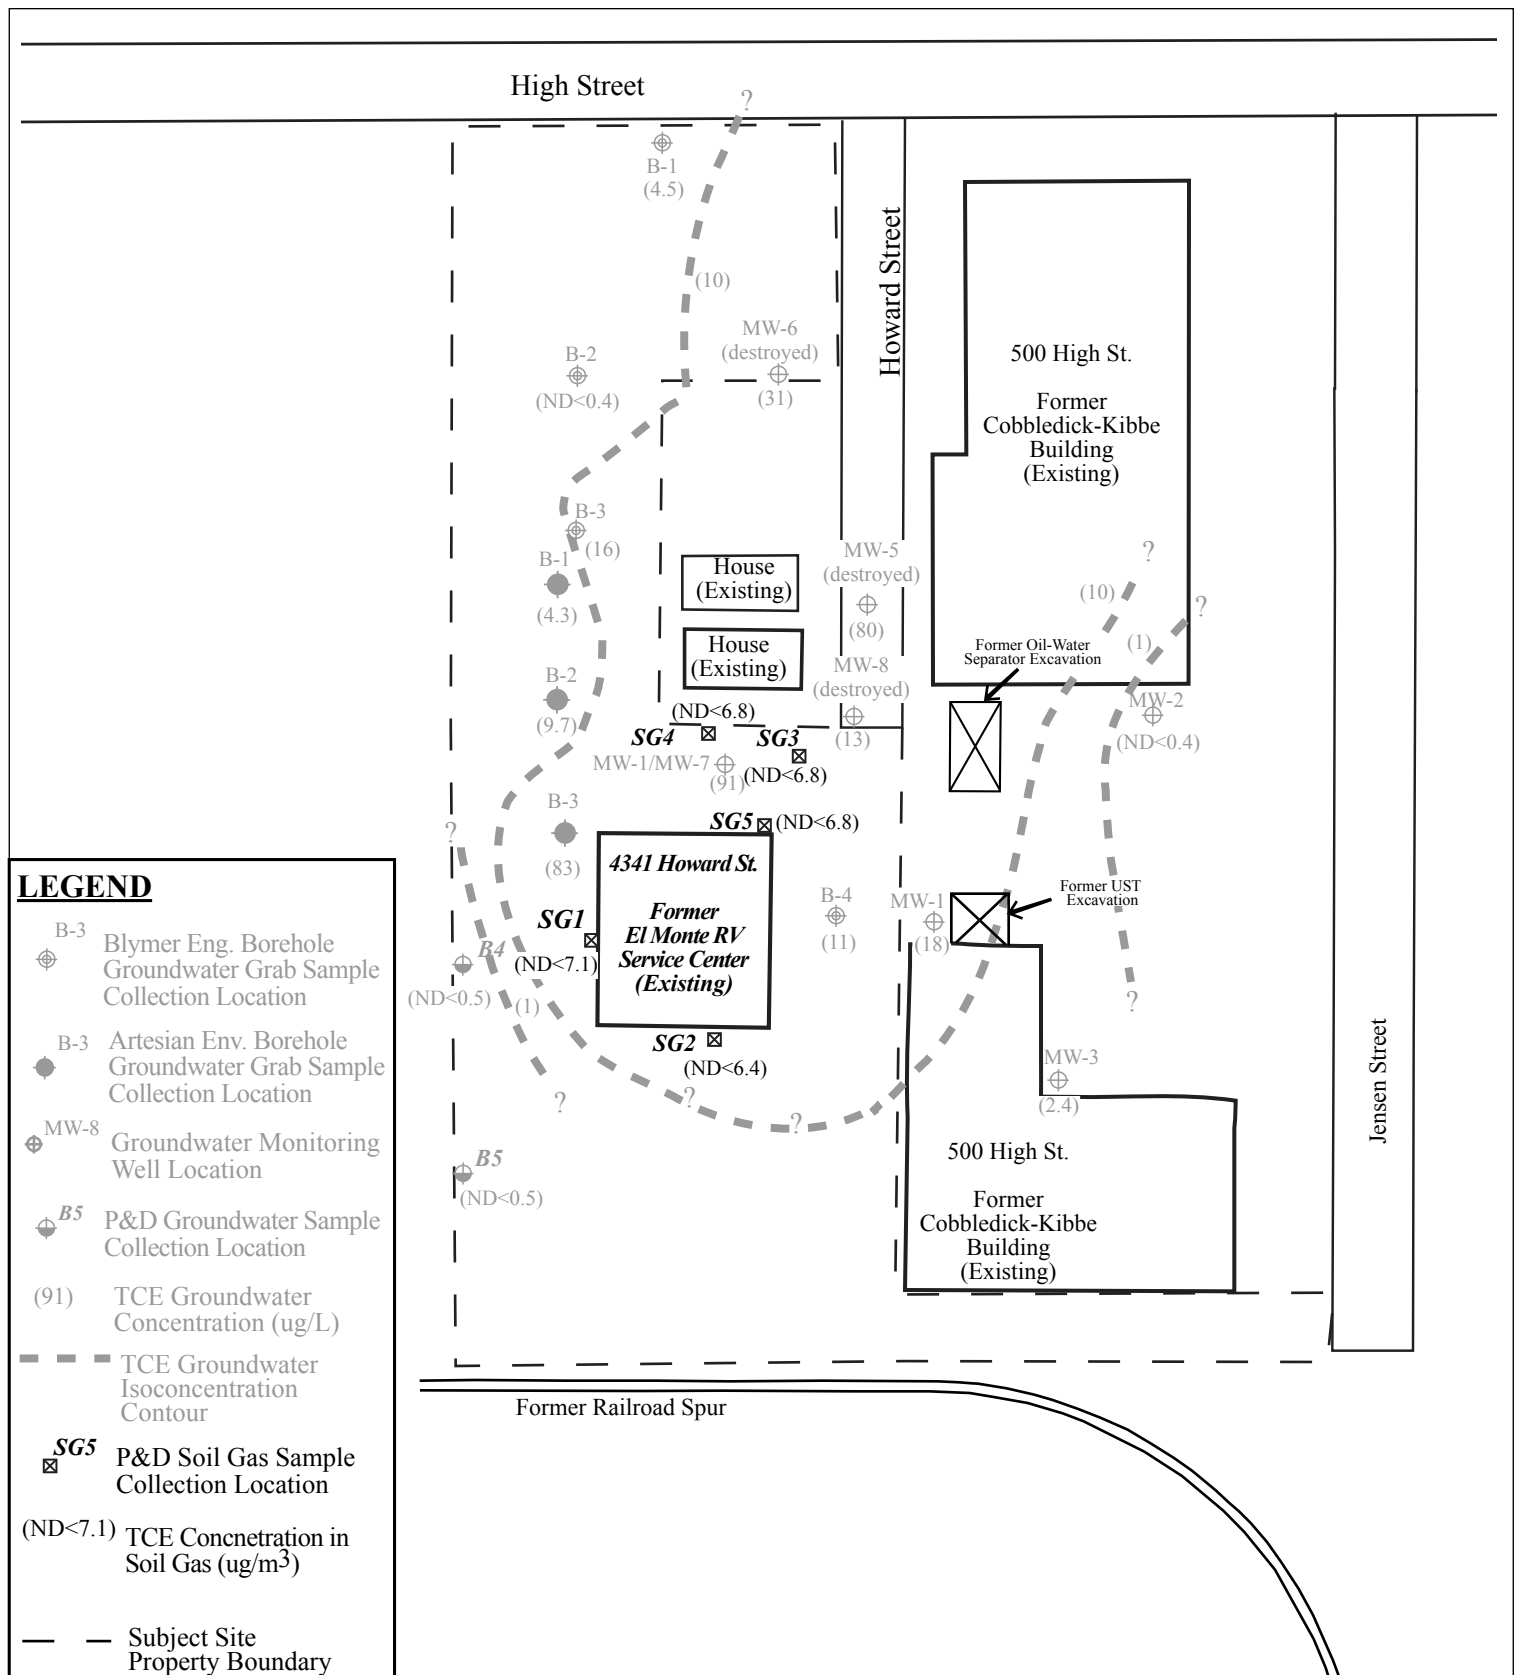 High Street
?
B-1
(4.5)
Howard Street
(10)
MW-6
(destroyed)
(31)
B-2
(ND<0.4)
500 High St.
Former
Cobbledick-Kibbe
Building
(Existing)
B-3
(16)
B-1
(4.3)
House
(Existing)
MW-5
(destroyed)
(80)
?
(10)
?
(1)
Former Oil-Water
Separator Excavation
House
(Existing)
MW-8
(destroyed)
(13)
B-2
(9.7)
MW-2
(ND<0.4)
(ND<6.8)
SG4
SG3
(ND<6.8)
MW-1/MW-7
(91)
B-3
(83)
?
SG5
(ND<6.8)
4341 Howard St.
Former
El Monte RV
Service Center
(Existing)
SG1
(ND<7.1)
B4
(ND<0.5)
(1)
B-4
(11)
MW-1
(18)
Former UST
Excavation
?
SG2
(ND<6.4)
?
?
?
MW-3
(2.4)
Jensen Street
B5
(ND<0.5)
500 High St.
Former
Cobbledick-Kibbe
Building
(Existing)
Former Railroad Spur
LEGEND
B-3
Blymer Eng. Borehole
Groundwater Grab Sample
Collection Location
B-3
Artesian Env. Borehole
Groundwater Grab Sample
Collection Location
MW-8
Groundwater Monitoring
Well Location
B5
P&D Groundwater Sample
Collection Location
(91)
TCE Groundwater
Concentration (ug/L)
TCE Groundwater
Isoconcentration
Contour
SG5
P&D Soil Gas Sample
Collection Location
(ND<7.1)
TCE Concnetration in
Soil Gas (ug/m3)
Subject Site
Property Boundary